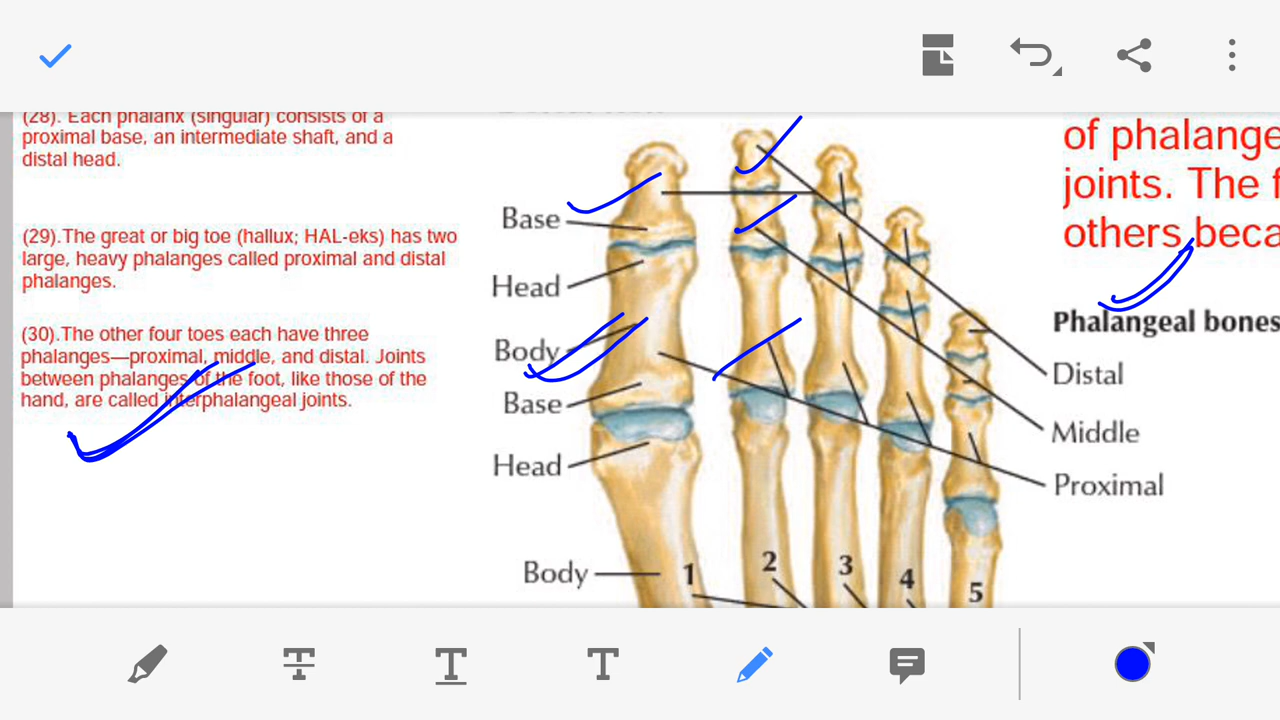 (28). Each phalanx (singular) consists of a
proximal base, an intermediate shaft, and a
distal head.
(29).The great or big toe (hallux; HAL-eks) has two
large, heavy phalanges called proximal and distal
phalanges.
(30).The other four toes each have three
phalanges—proximal, middle, and distal. Joints
between phalanges of the foot, like those of the
hand, are called interphalangeal joints.
Base
Head
Body
Base
Head
Body
1
2
3
4
5
of phalange
joints. The f
others beca
Phalangeal bones
Distal
Middle
Proximal
T
T
T